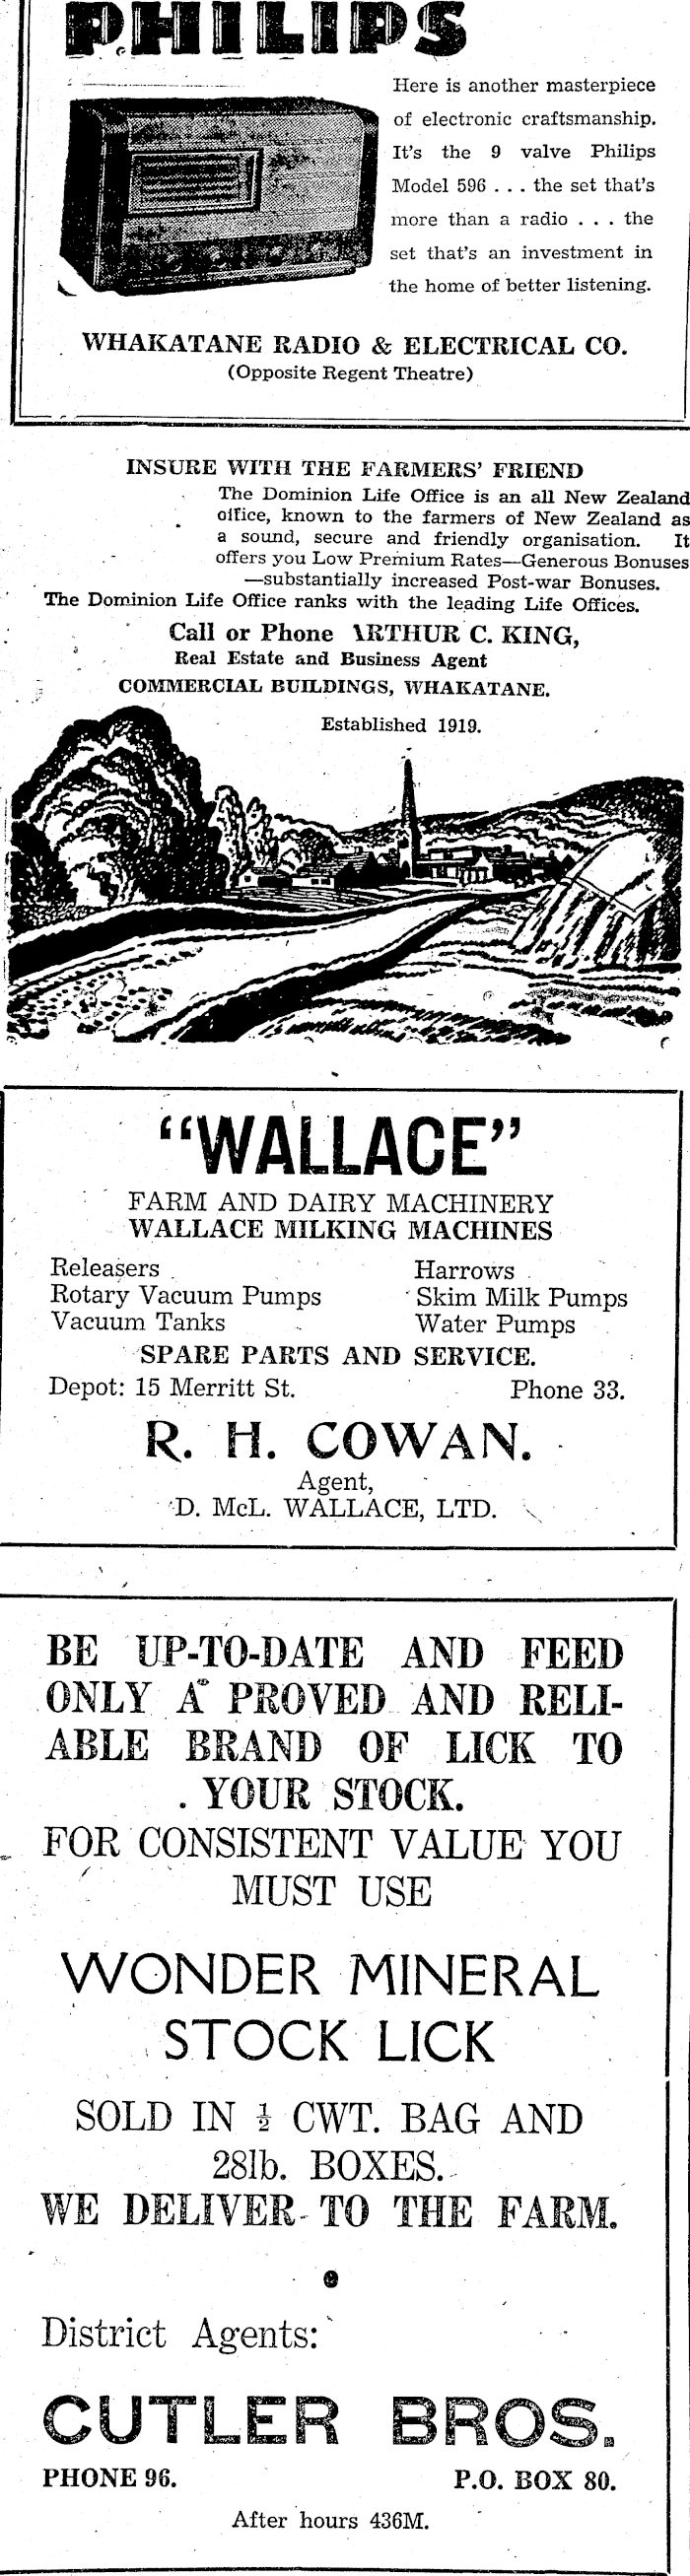 PHILIPS
Here is another masterpiece
of electronic craftsmanship.
It's the 9 valve Philips
Model 596 . . . the set that's
more than a radio . . . the
set that's an investment in
the home of better listening.
WHAKATANE RADIO & ELECTRICAL CO.
(Opposite Regent Theatre)
INSURE WITH THE FARMERS' FRIEND
The Dominion Life Office is an all New Zealand
office, known to the farmers of New Zealand as
a sound, secure and friendly organisation. It
offers you Low Premium Rates—Generous Bonuses
—substantially increased Post-war Bonuses.
The Dominion Life Office ranks with the leading Life Offices.
Call or Phone ARTHUR C. KING,
Real Estate and Business Agent
COMMERCIAL BUILDINGS, WHAKATANE.
Established 1919.
"WALLACE"
FARM AND DAIRY MACHINERY
WALLACE MILKING MACHINES
Releasers Harrows
Rotary Vacuum Pumps Skim Milk Pumps
Vacuum Tanks Water Pumps
SPARE PARTS AND SERVICE.
Depot: 15 Merritt St. Phone 33.
R. H. COWAN.
Agent,
D. McL. WALLACE, LTD.
BE UP-TO-DATE AND FEED
ONLY A PROVED AND RELI-
ABLE BRAND OF LICK TO
YOUR STOCK.
FOR CONSISTENT VALUE YOU
MUST USE
WONDER MINERAL
STOCK LICK
SOLD IN ½ CWT. BAG AND
28lb. BOXES.
WE DELIVER TO THE FARM.
District Agents:
CUTLER BROS.
PHONE 96. P.O. BOX 80.
After hours 436M.